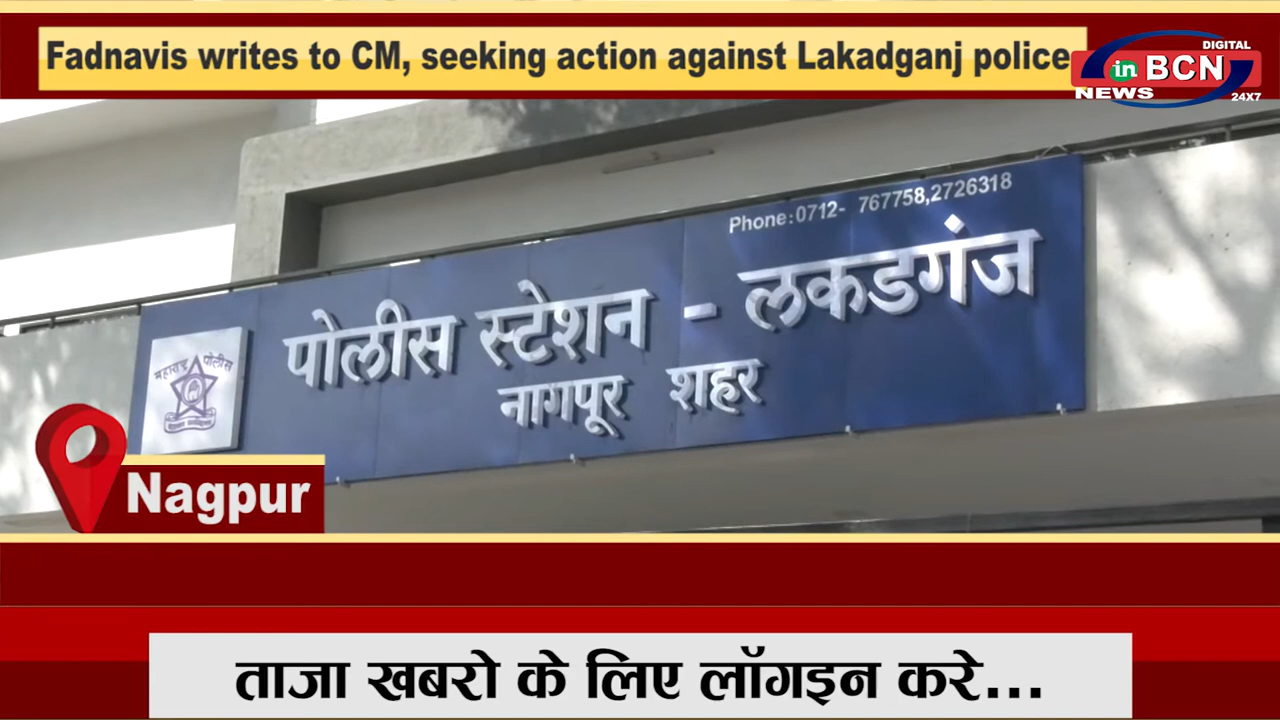 Fadnavis writes to CM, seeking action against Lakadganj police
DIGITAL
in BCN
NEWS
24X7
Phone:0712- 767758,2726318
पोलीस स्टेशन - लकडगंज
नागपूर शहर
महाराष्ट्र पोलीस
Nagpur
ताजा खबरो के लिए लॉगइन करे...